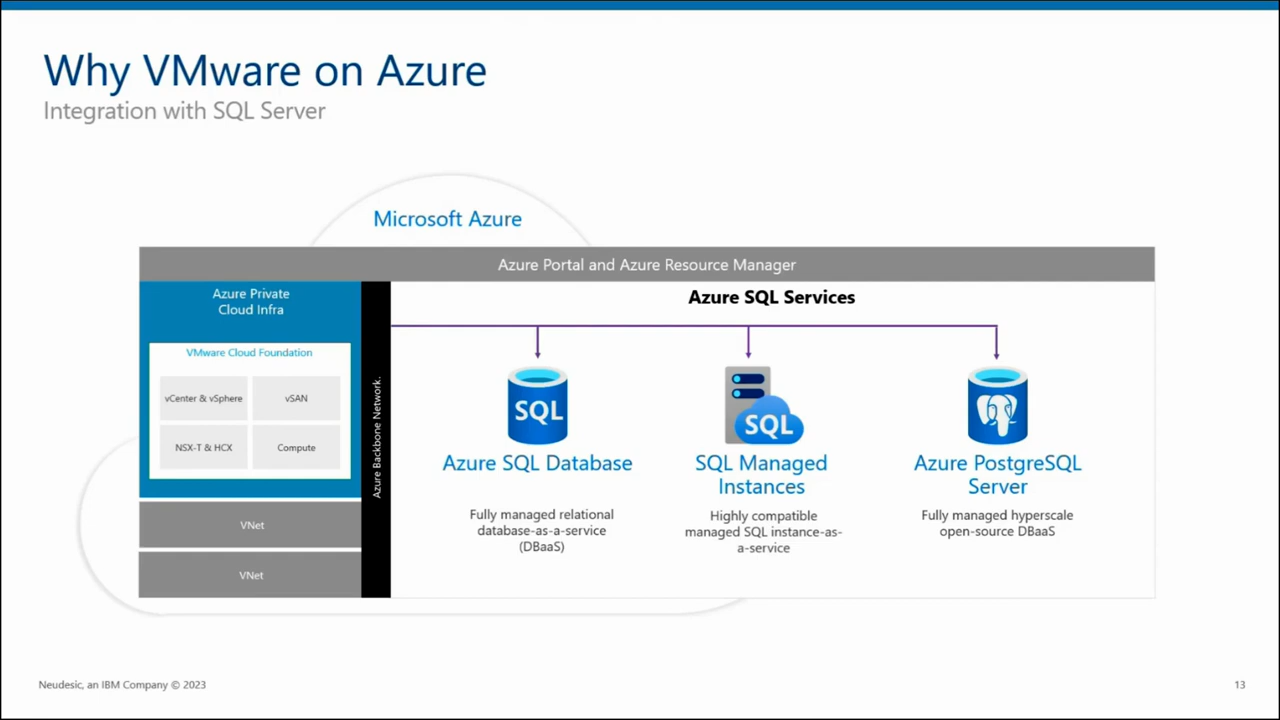 Why VMware on Azure
Integration with SQL Server
Microsoft Azure
Azure Portal and Azure Resource Manager
Azure Private
Cloud Infra
VMware Cloud Foundation
vCenter & vSphere
vSAN
NSX-T & HCX
Compute
VNet
VNet
Azure Backbone Network.
Azure SQL Services
SQL
Azure SQL Database
Fully managed relational
database-as-a-service
(DBaaS)
SQL
SQL Managed
Instances
Highly compatible
managed SQL instance-as-
a-service
Azure PostgreSQL
Server
Fully managed hyperscale
open-source DBaaS
Neudesic, an IBM Company © 2023
13